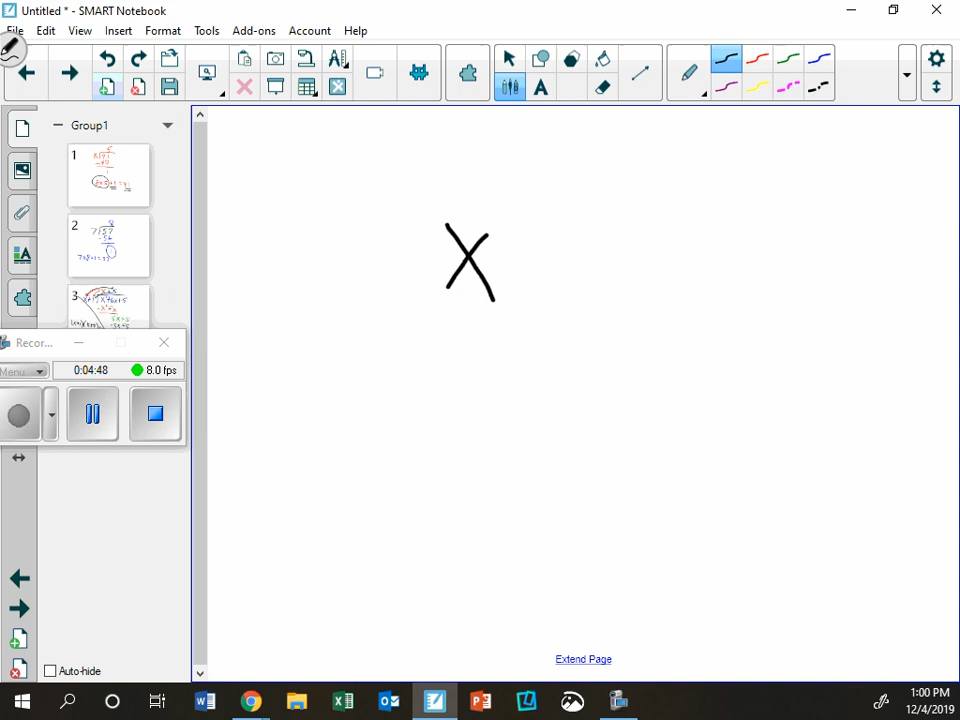 Untitled * - SMART Notebook
File Edit View Insert Format Tools Add-ons Account Help
Group1
1
2
3
Recor...
Menu
0:04:48
8.0 fps
X
Extend Page
Auto-hide
1:00 PM
12/4/2019